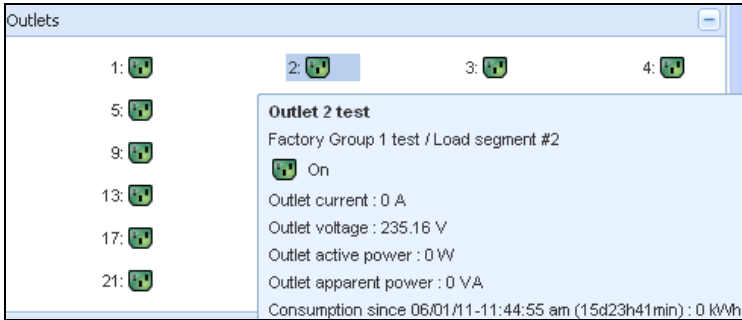 Outlets
1: 2: 3: 4:
5:
Outlet 2 test
Factory Group 1 test / Load segment #2
9:
On
13:
Outlet current : 0 A
Outlet voltage : 235.16 V
17:
Outlet active power : 0 W
21:
Outlet apparent power : 0 VA
Consumption since 06/01/11-11:44:55 am (15d23h41min) : 0 kWh